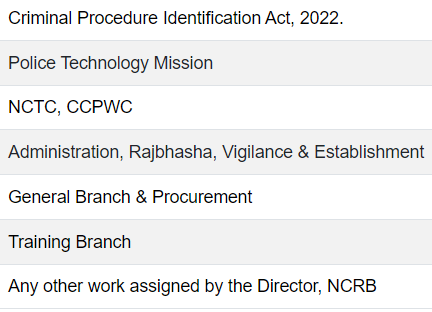 Criminal Procedure Identification Act, 2022.
Police Technology Mission
NCTC, CCPWC
Administration, Rajbhasha, Vigilance & Establishment
General Branch & Procurement
Training Branch
Any other work assigned by the Director, NCRB